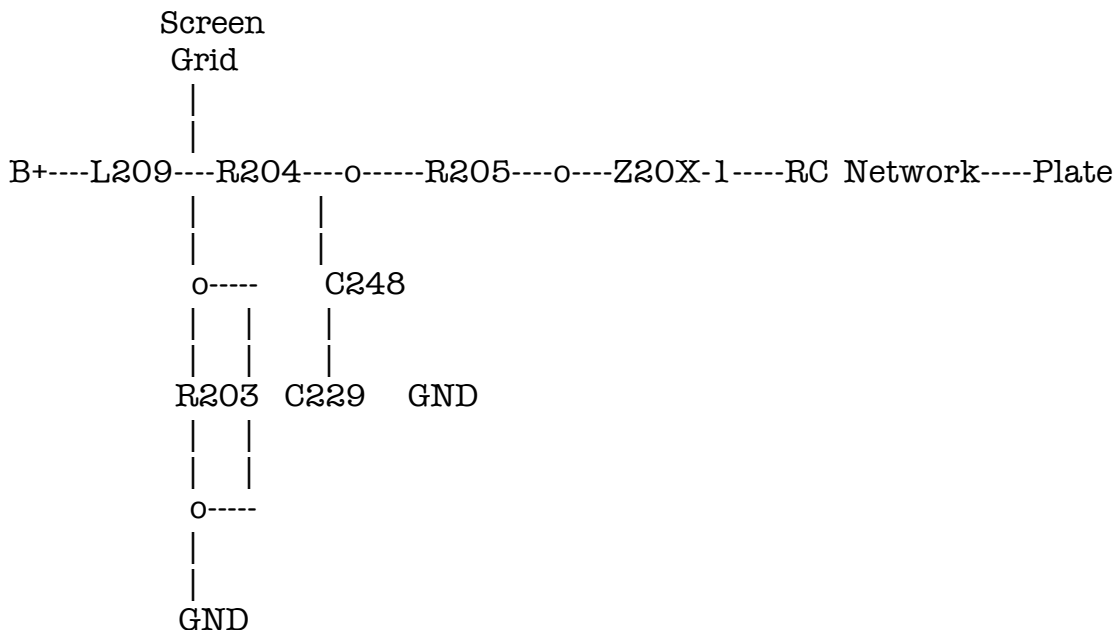 Screen
Grid
|
|
B+----L209----R204----o------R205----o----Z20X-1-----RC Network-----Plate
| |
| |
o----- C248
| | |
| | |
R203 C229 GND
| |
| |
o-----
|
|
GND